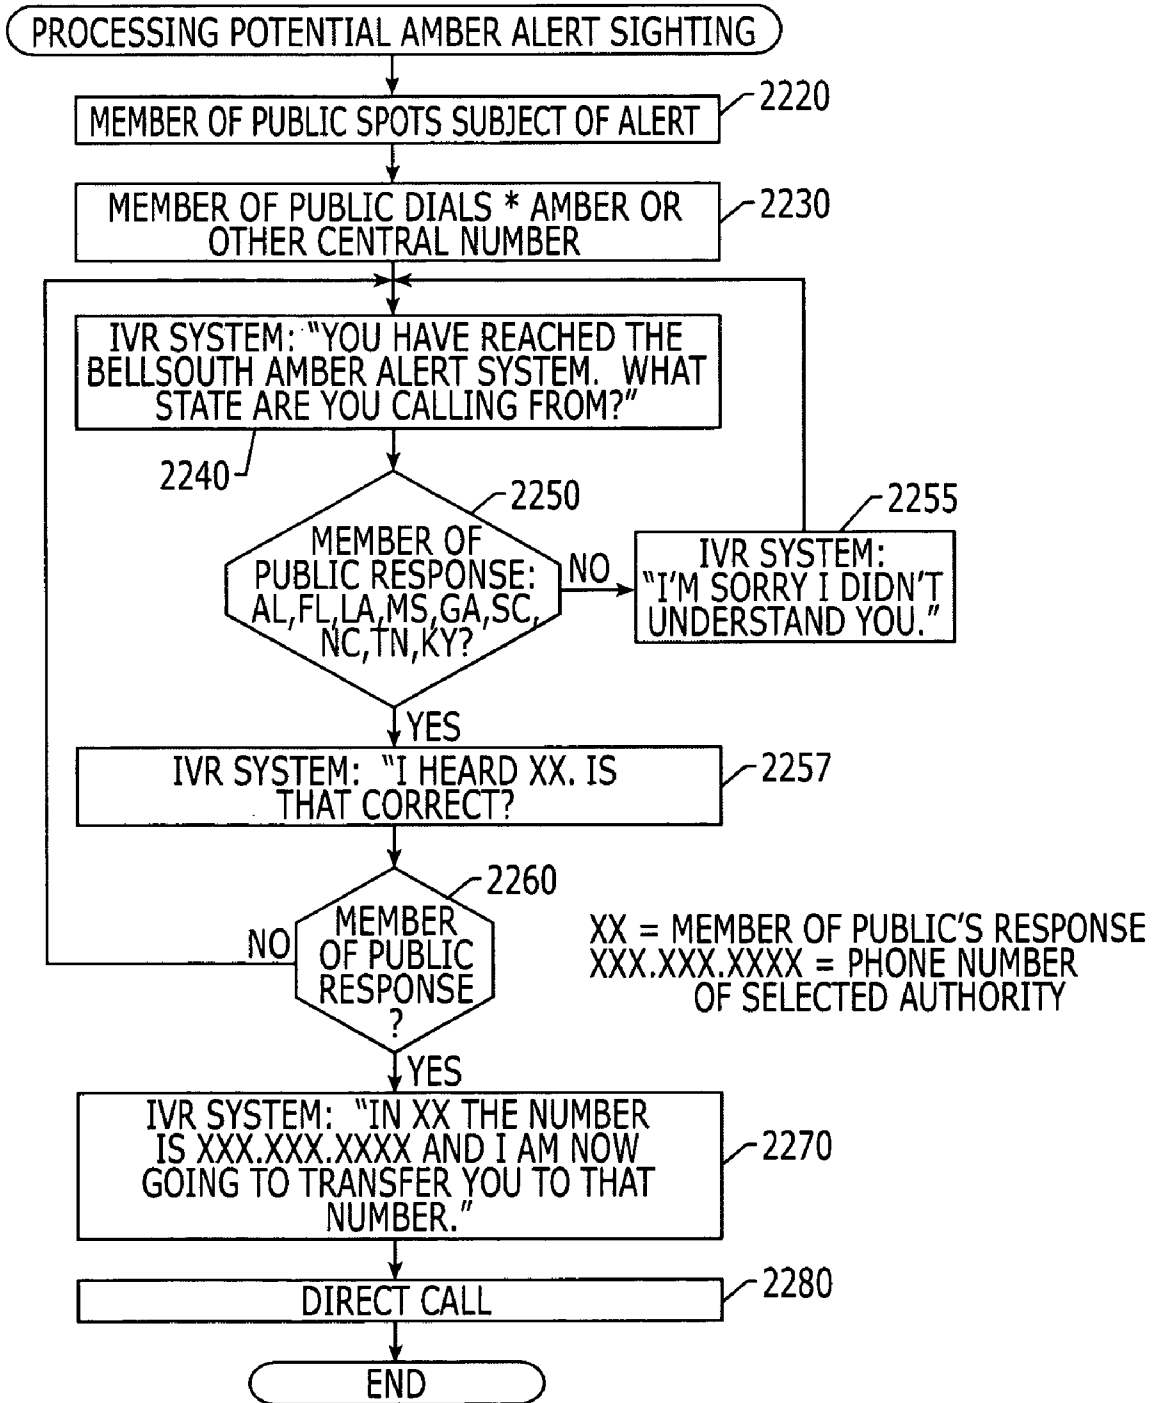 PROCESSING POTENTIAL AMBER ALERT SIGHTING
MEMBER OF PUBLIC SPOTS SUBJECT OF ALERT
2220
MEMBER OF PUBLIC DIALS * AMBER OR
OTHER CENTRAL NUMBER
2230
IVR SYSTEM: "YOU HAVE REACHED THE
BELLSOUTH AMBER ALERT SYSTEM. WHAT
STATE ARE YOU CALLING FROM?"
2240
2250
MEMBER OF
PUBLIC RESPONSE:
AL,FL,LA,MS,GA,SC,
NC,TN,KY?
NO
2255
IVR SYSTEM:
"I'M SORRY I DIDN'T
UNDERSTAND YOU."
YES
IVR SYSTEM: "I HEARD XX. IS
THAT CORRECT?
2257
2260
MEMBER
OF PUBLIC
RESPONSE
?
NO
XX = MEMBER OF PUBLIC'S RESPONSE
XXX.XXX.XXXX = PHONE NUMBER
OF SELECTED AUTHORITY
YES
IVR SYSTEM: "IN XX THE NUMBER
IS XXX.XXX.XXXX AND I AM NOW
GOING TO TRANSFER YOU TO THAT
NUMBER."
2270
DIRECT CALL
2280
END